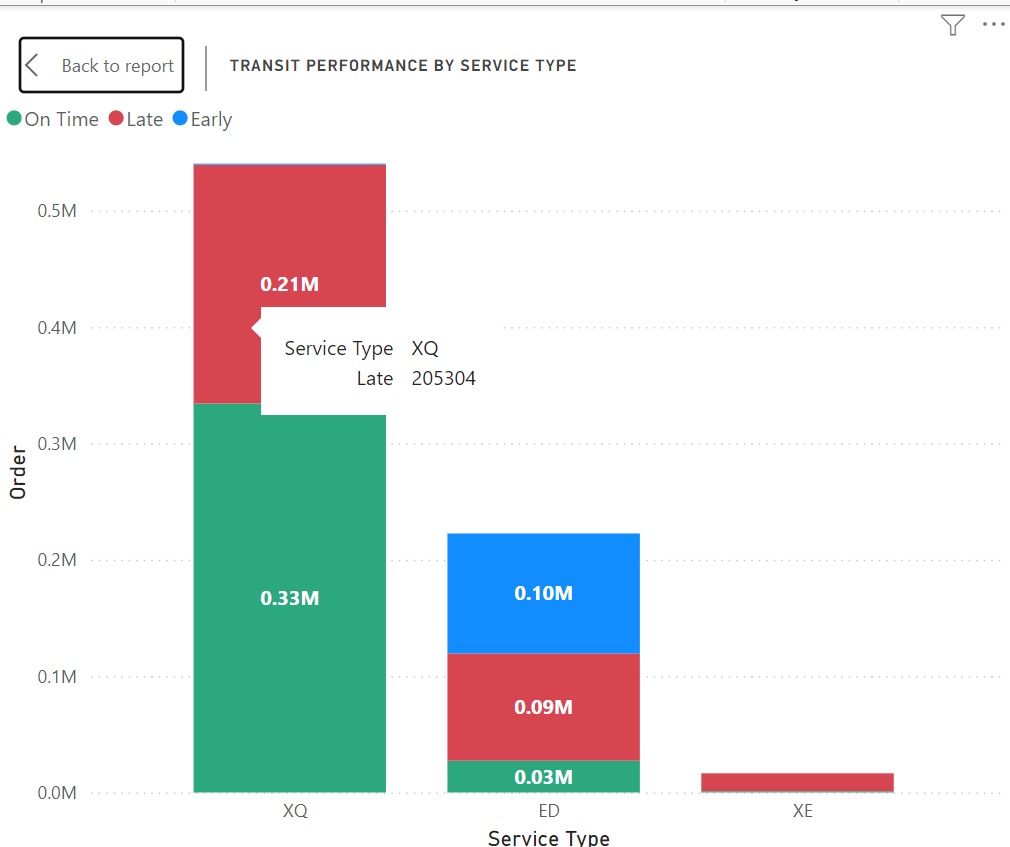 Back to report
TRANSIT PERFORMANCE BY SERVICE TYPE
On Time Late Early
0.5M
0.21M
0.4M
Service Type XQ
Late 205304
0.3M
Order
0.2M
0.33M
0.10M
0.1M
0.09M
0.03M
0.0M
XQ ED XE
Service Type